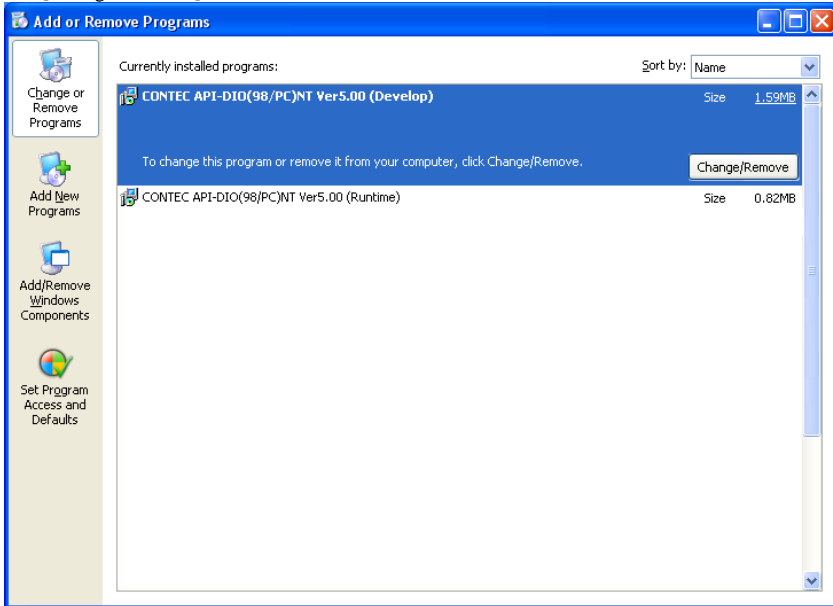 Add or Remove Programs
Change or
Remove
Programs
Add New
Programs
Add/Remove
Windows
Components
Set Program
Access and
Defaults
Currently installed programs:
Sort by: Name
CONTEC API-DIO(98/PC)NT Ver5.00 (Develop) Size 1.59MB
To change this program or remove it from your computer, click Change/Remove. Change/Remove
CONTEC API-DIO(98/PC)NT Ver5.00 (Runtime) Size 0.82MB